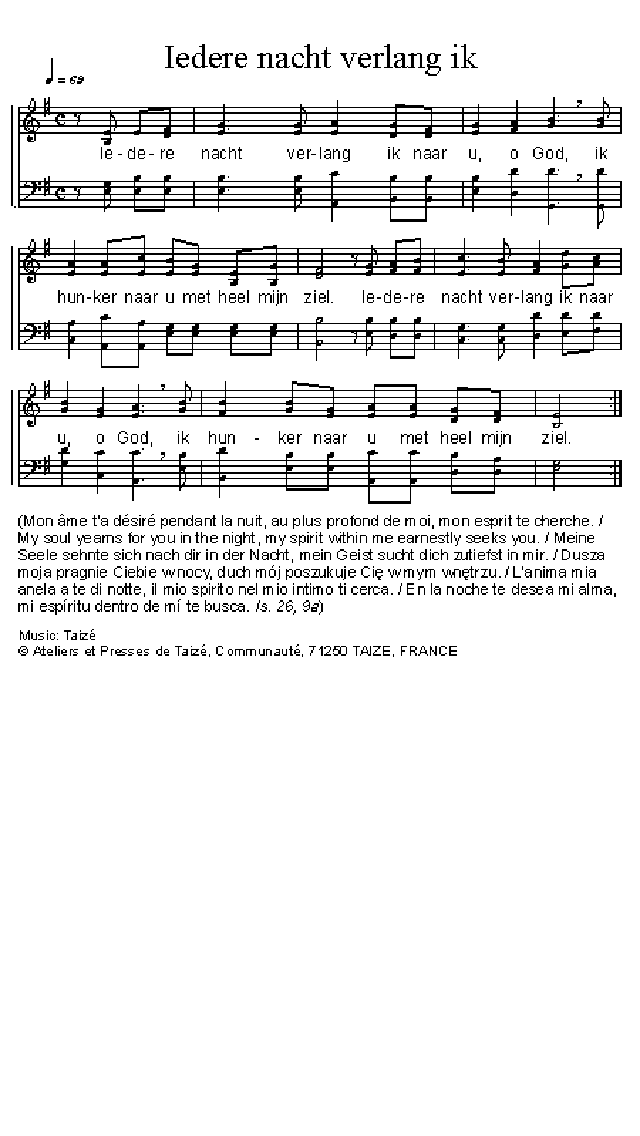 Iedere nacht verlang ik
♩ = 69
Ie - de - re nacht ver - lang ik naar u, o God, ik
hun-ker naar u met heel mijn ziel. Ie-de-re nacht ver-lang ik naar
u, o God, ik hun - ker naar u met heel mijn ziel.
(Mon âme t'a désiré pendant la nuit, au plus profond de moi, mon esprit te cherche. /
My soul yearns for you in the night, my spirit within me earnestly seeks you. / Meine
Seele sehnte sich nach dir in der Nacht, mein Geist sucht dich zutiefst in mir. / Dusza
moja pragnie Ciebie w nocy, duch mój poszukuje Cię w mym wnętrzu. / L'anima mia
anela a te di notte, il mio spirito nel mio intimo ti cerca. / En la noche te desea mi alma,
mi espíritu dentro de mí te busca. Is. 26, 9a)
Music: Taizé
© Ateliers et Presses de Taizé, Communauté, 71250 TAIZE, FRANCE